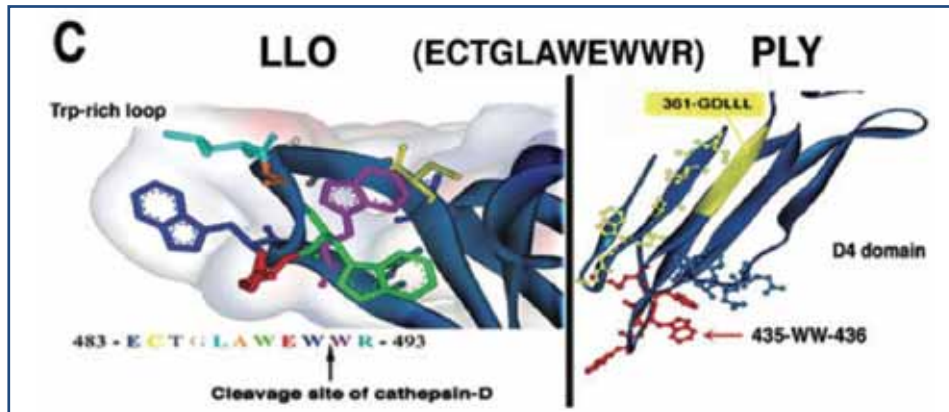 C LLO (ECTGLAWEWWR) PLY
Trp-rich loop
361-GDLLL
D4 domain
483 - ECTGLAWEWWR - 493
435-WW-436
Cleavage site of cathepsin-D